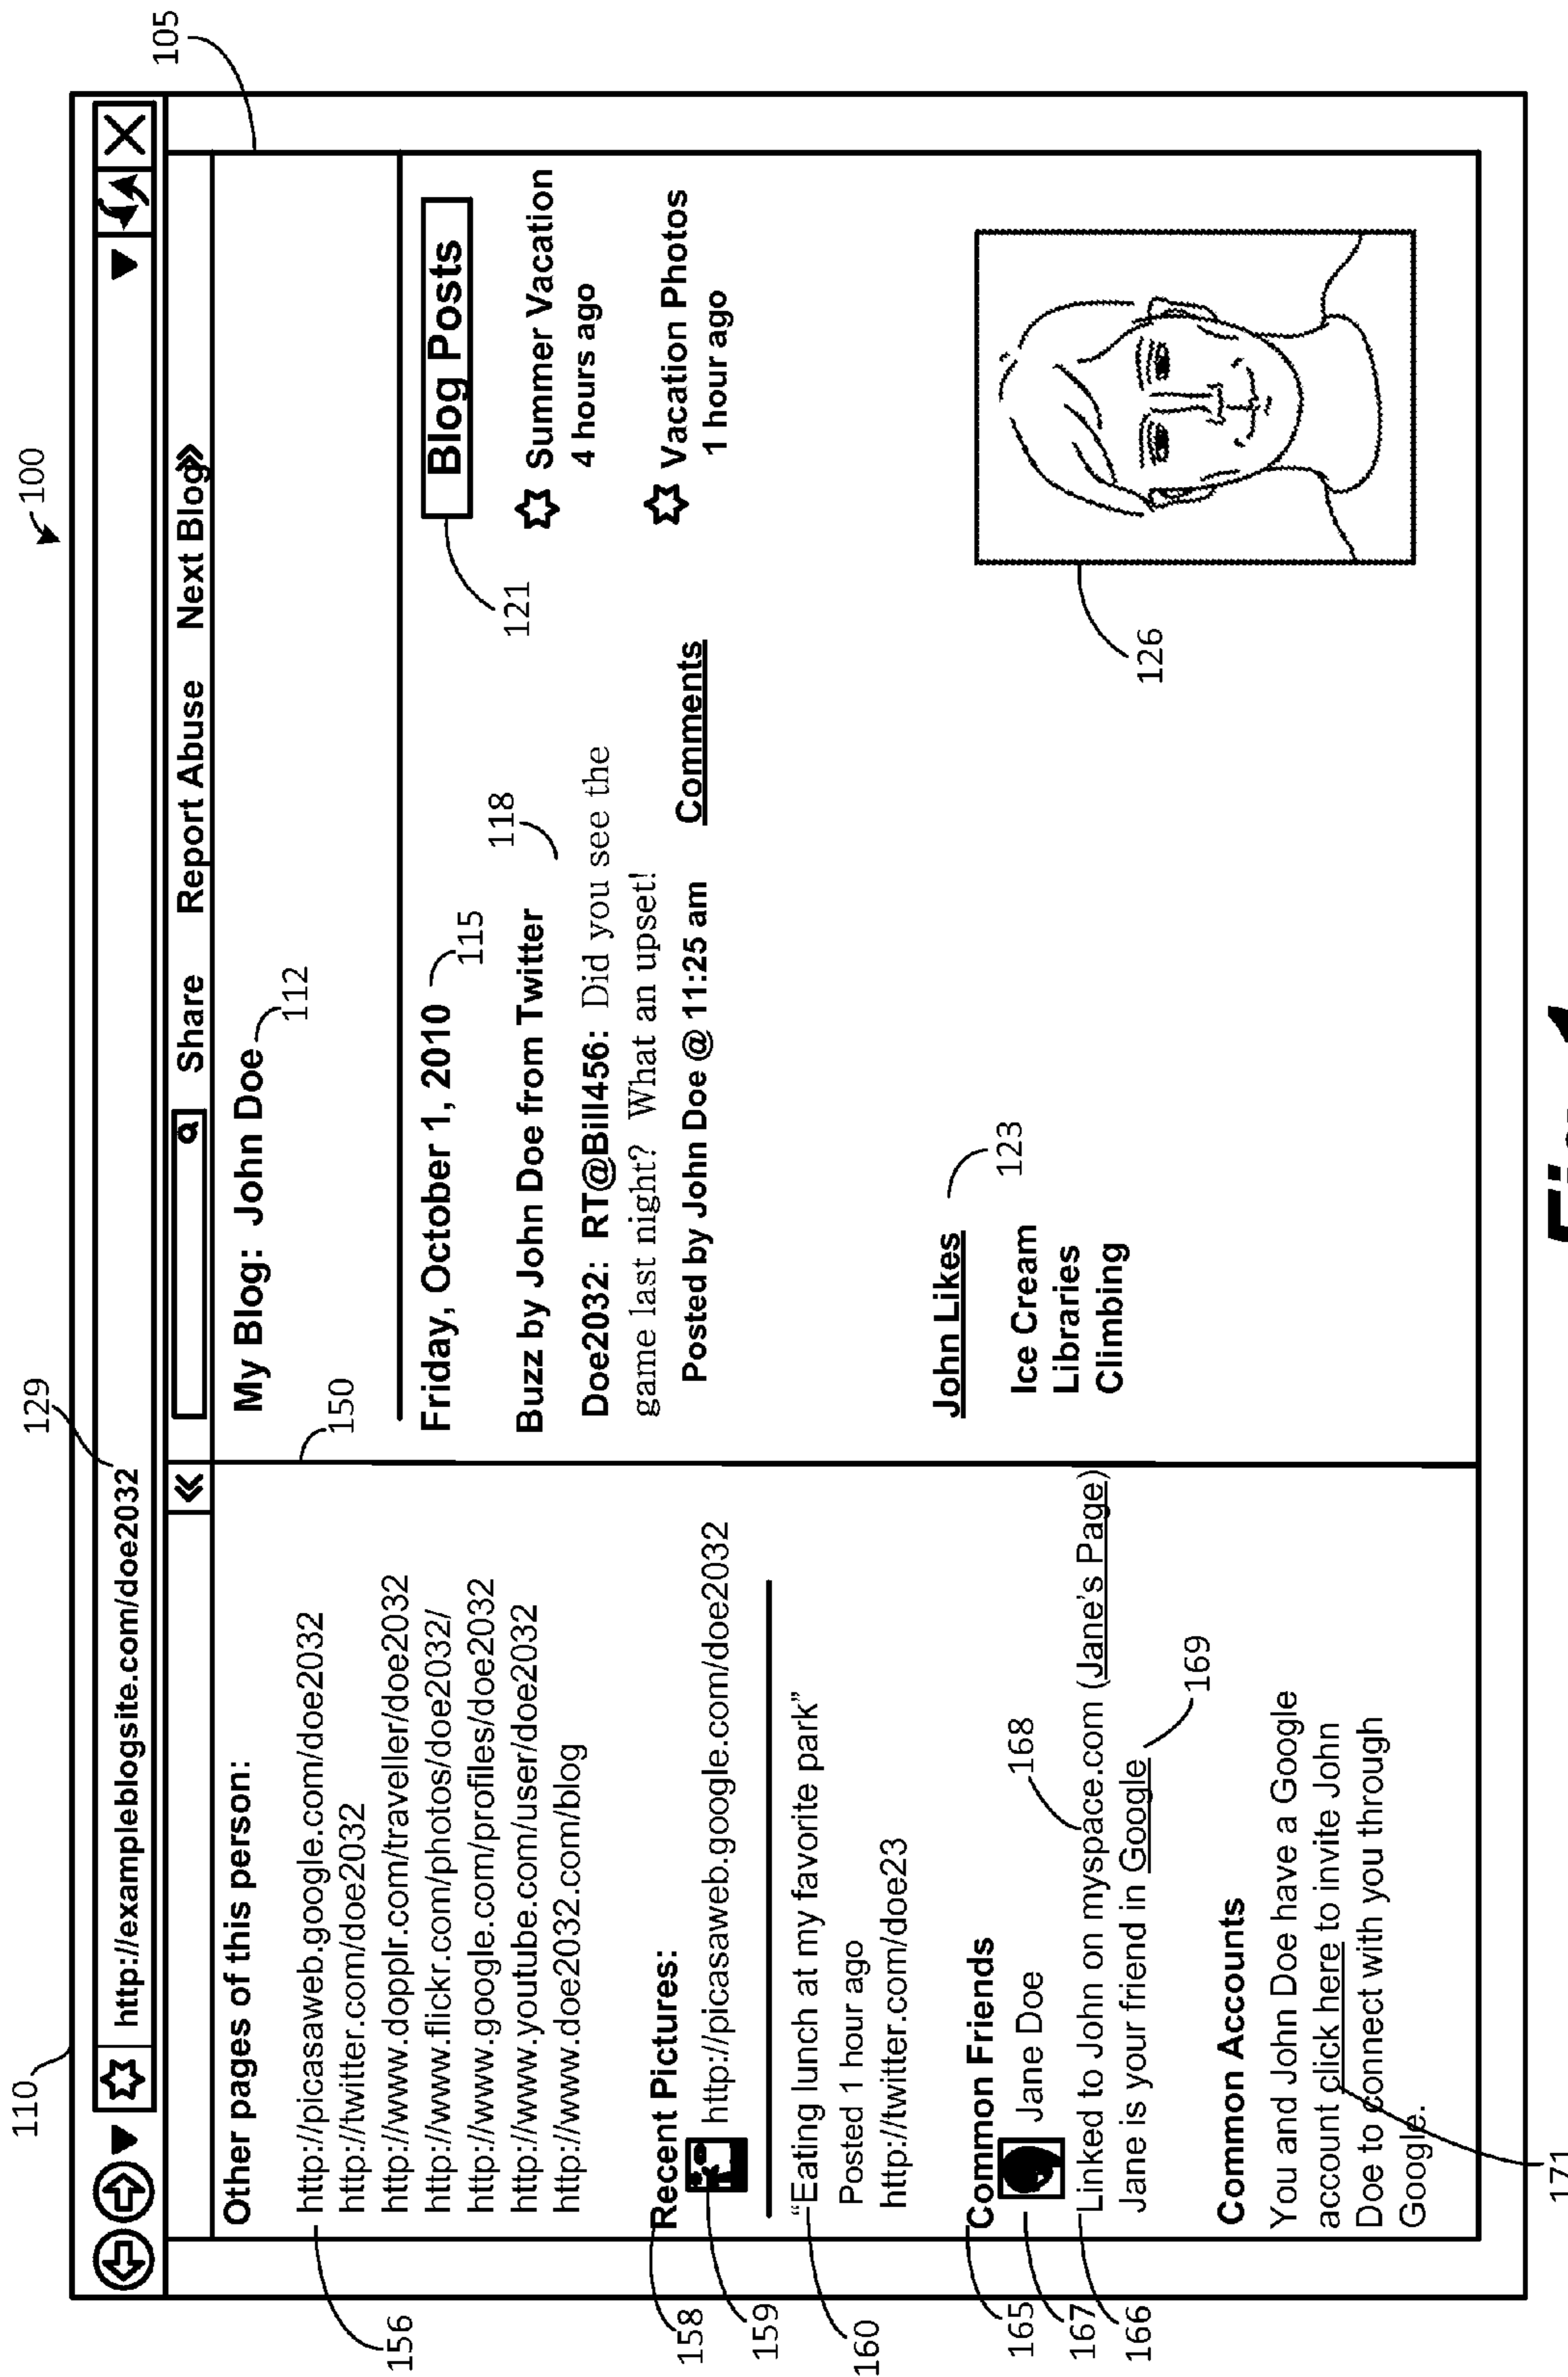 100
110
129
105
http://exampleblogsite.com/doe2032
«
Share Report Abuse Next Blog»
Other pages of this person:
156
http://picasaweb.google.com/doe2032
http://twitter.com/doe2032
http://www.dopplr.com/traveller/doe2032
http://www.flickr.com/photos/doe2032/
http://www.google.com/profiles/doe2032
http://www.youtube.com/user/doe2032
http://www.doe2032.com/blog
158
Recent Pictures:
159
http://picasaweb.google.com/doe2032
160
“Eating lunch at my favorite park”
Posted 1 hour ago
http://twitter.com/doe23
165
Common Friends
167
Jane Doe
168
166
Linked to John on myspace.com (Jane's Page)
Jane is your friend in Google
169
Common Accounts
You and John Doe have a Google
account click here to invite John
Doe to connect with you through
Google.
171
150
My Blog: John Doe
112
Friday, October 1, 2010
115
Buzz by John Doe from Twitter
118
Doe2032: RT@Bill456: Did you see the
game last night? What an upset!
Posted by John Doe @ 11:25 am Comments
121
Blog Posts
Summer Vacation
4 hours ago
Vacation Photos
1 hour ago
John Likes
123
Ice Cream
Libraries
Climbing
126